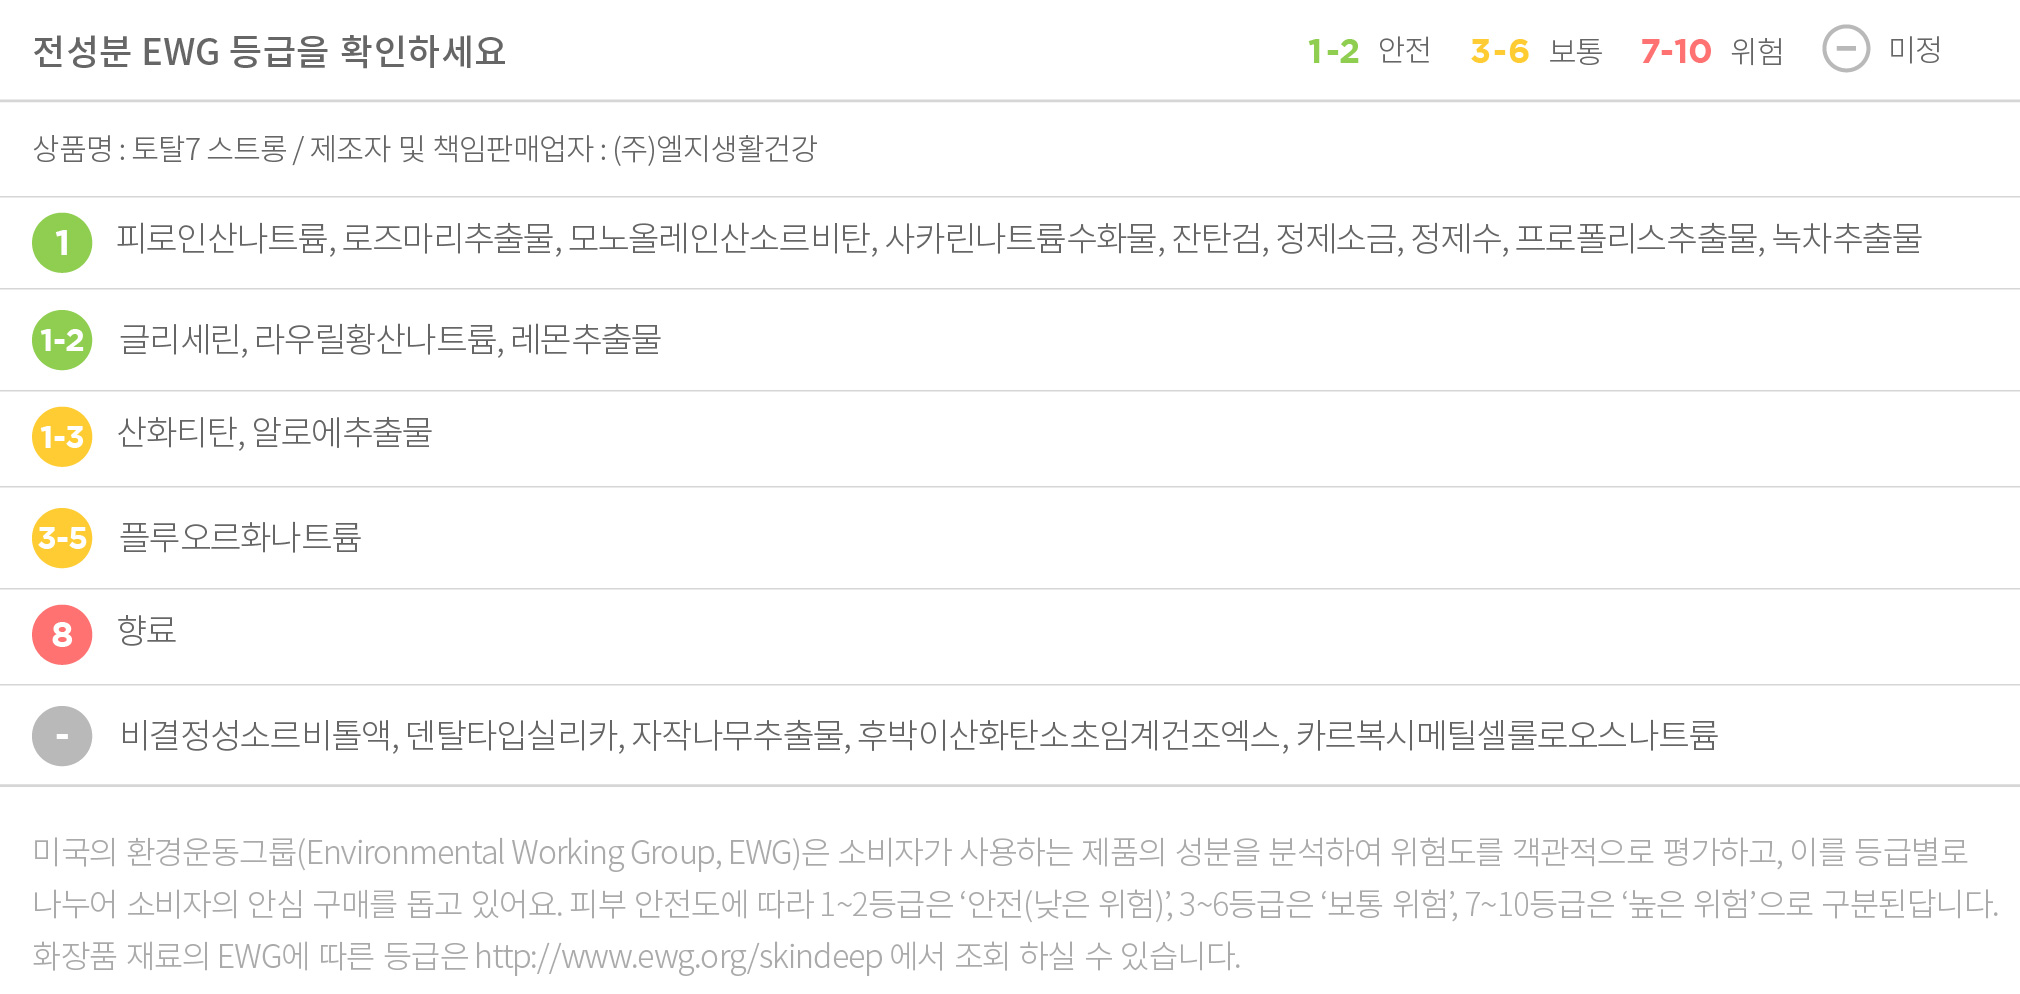 전성분 EWG 등급을 확인하세요
1-2 안전 3-6 보통 7-10 위험 − 미정
상품명 : 토탈7 스트롱 / 제조자 및 책임판매업자 : (주)엘지생활건강
1 피로인산나트륨, 로즈마리추출물, 모노올레인산소르비탄, 사카린나트륨수화물, 잔탄검, 정제소금, 정제수, 프로폴리스추출물, 녹차추출물
1-2 글리세린, 라우릴황산나트륨, 레몬추출물
1-3 산화티탄, 알로에추출물
3-5 플루오르화나트륨
8 향료
- 비결정성소르비톨액, 덴탈타입실리카, 자작나무추출물, 후박이산화탄소초임계건조엑스, 카르복시메틸셀룰로오스나트륨
미국의 환경운동그룹(Environmental Working Group, EWG)은 소비자가 사용하는 제품의 성분을 분석하여 위험도를 객관적으로 평가하고, 이를 등급별로
나누어 소비자의 안심 구매를 돕고 있어요. 피부 안전도에 따라 1~2등급은 ‘안전(낮은 위험)’, 3~6등급은 ‘보통 위험’, 7~10등급은 ‘높은 위험’으로 구분된답니다.
화장품 재료의 EWG에 따른 등급은 http://www.ewg.org/skindeep 에서 조회 하실 수 있습니다.